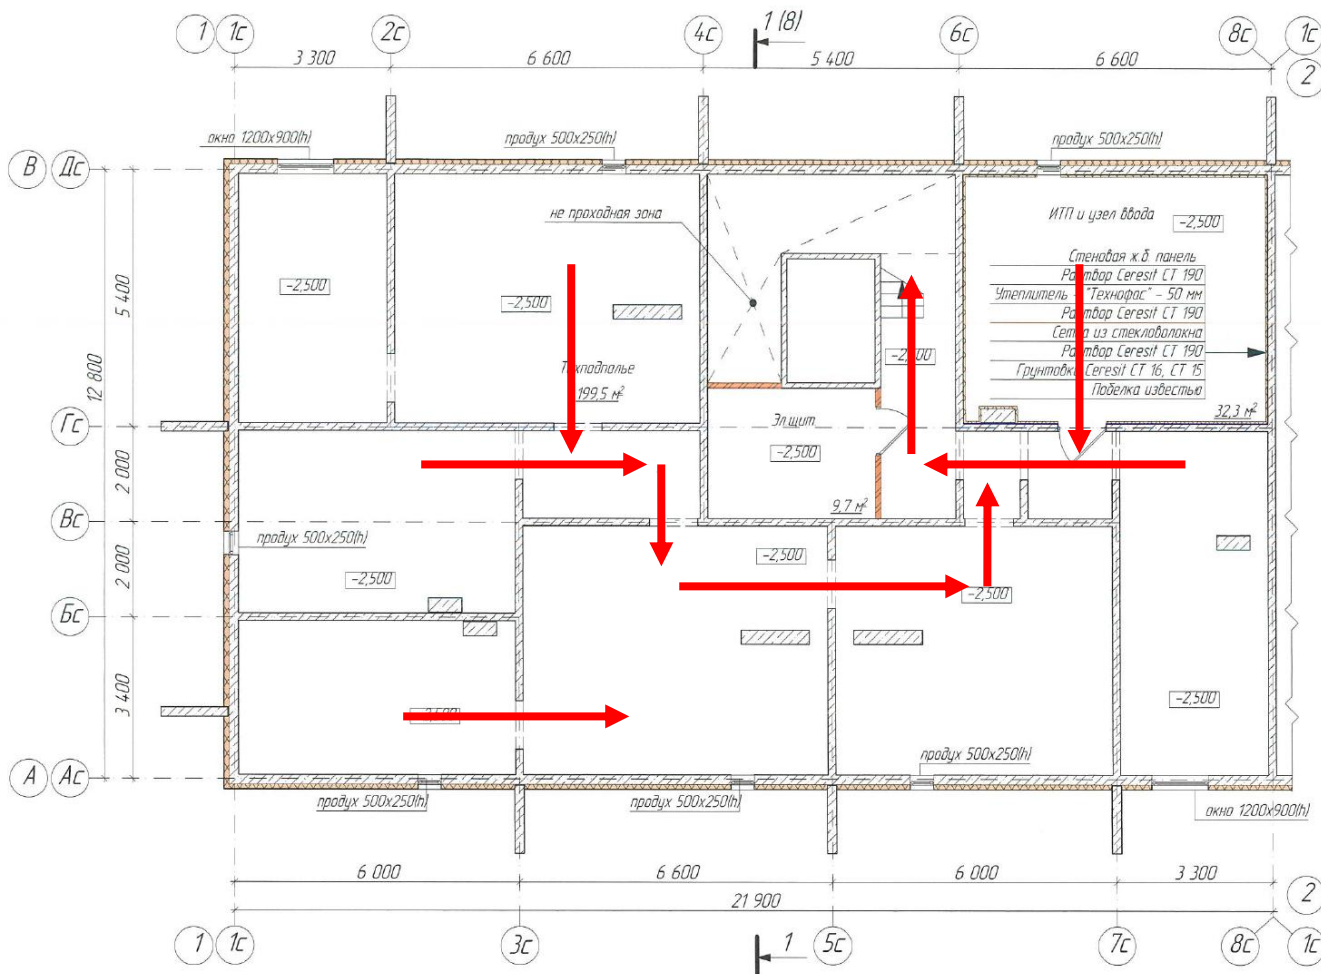 1 1с 2с 4с 1 (8) 6с 8с 1с
2
3 300 6 600 5 400 6 600
окно 1200х900(h) продух 500х250(h) продух 500х250(h)
В Дс
не проходная зона
ИТП и узел ввода
-2,500
Стеновая ж.б. панель
Раствор Ceresit CT 190
Утеплитель - "Технофас" - 50 мм
Раствор Ceresit CT 190
Сетка из стекловолокна
Раствор Ceresit CT 190
Грунтовка Ceresit CT 16, CT 15
Побелка известью
32,3 м²
-2,500
-2,500
Техподполье
199,5 м²
5 400
12 800
Гс
Эл.щит
-2,500
9,7 м²
2 000
Вс
продух 500х250(h)
-2,500
-2,500
-2,500
2 000
Бс
3 400
-2,500
-2,500
А Ас
продух 500х250(h) продух 500х250(h) продух 500х250(h)
окно 1200х900(h)
6 000 6 600 6 000 3 300
21 900
2
1 1с 3с 1 5с 7с 8с 1с